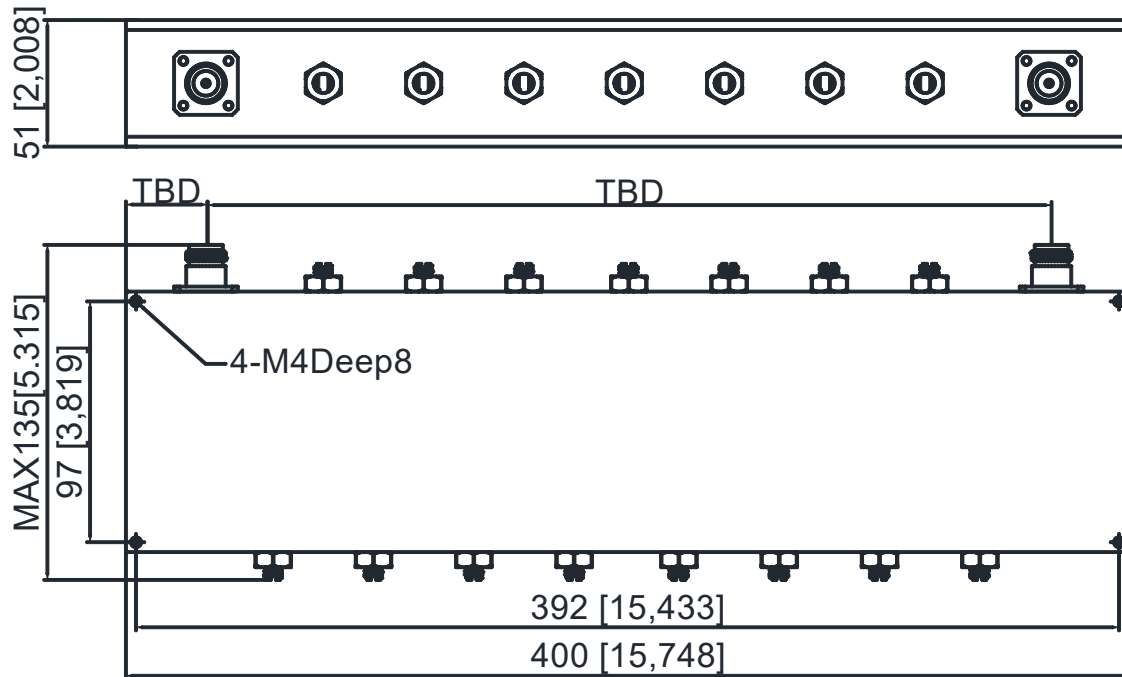 51 [2,008]
TBD
TBD
MAX135[5.315]
97 [3,819]
4-M4Deep8
392 [15,433]
400 [15,748]